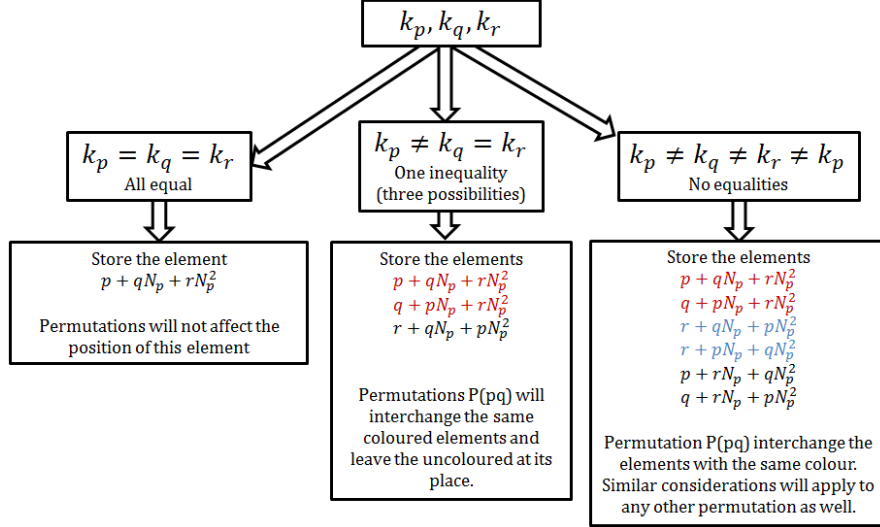 k_p, k_q, k_r
k_p = k_q = k_r
All equal
k_p ≠ k_q = k_r
One inequality
(three possibilities)
k_p ≠ k_q ≠ k_r ≠ k_p
No equalities
Store the element
p + qN_p + rN_p^2
Permutations will not affect the
position of this element
Store the elements
p + qN_p + rN_p^2
q + pN_p + rN_p^2
r + qN_p + pN_p^2
Permutations P(pq) will
interchange the same
coloured elements and
leave the uncoloured at its
place.
Store the elements
p + qN_p + rN_p^2
q + pN_p + rN_p^2
r + qN_p + pN_p^2
r + pN_p + qN_p^2
p + rN_p + qN_p^2
q + rN_p + pN_p^2
Permutation P(pq) interchange the
elements with the same colour.
Similar considerations will apply to
any other permutation as well.